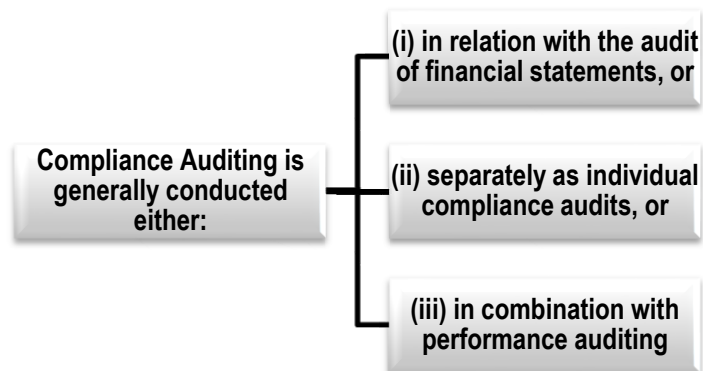 Compliance Auditing is
generally conducted
either:
(i) in relation with the audit
of financial statements, or
(ii) separately as individual
compliance audits, or
(iii) in combination with
performance auditing